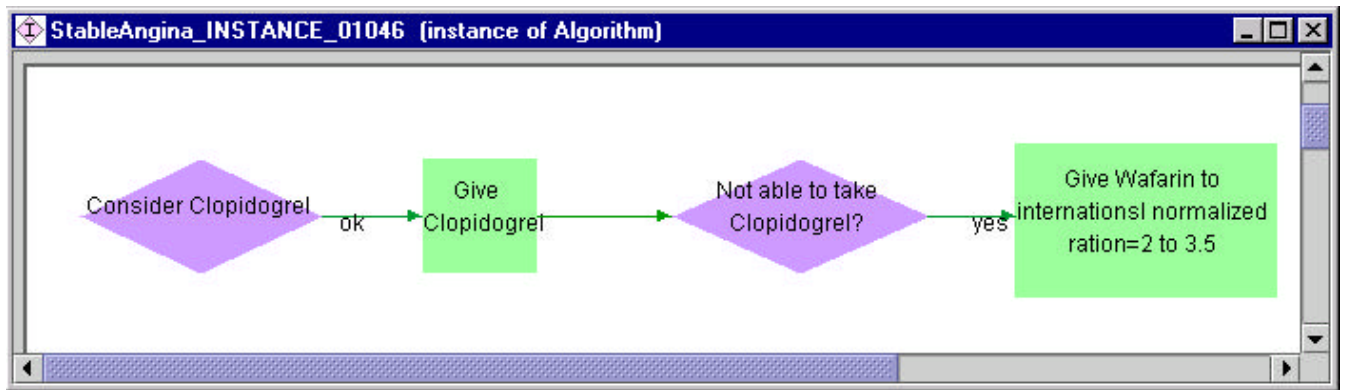 StableAngina_INSTANCE_01046 (instance of Algorithm)
Consider Clopidogrel
ok
Give
Clopidogrel
Not able to take
Clopidogrel?
yes
Give Wafarin to
internationsl normalized
ration=2 to 3.5